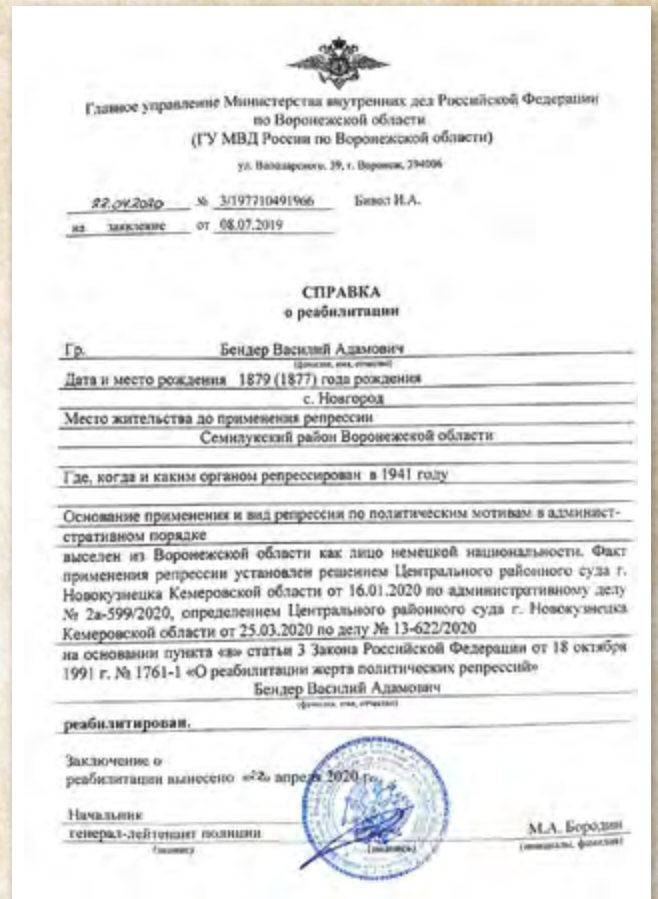 Главное управление Министерства внутренних дел Российской Федерации
по Воронежской области
(ГУ МВД России по Воронежской области)
ул. Володарского, 39, г. Воронеж, 394006
22.04.2020 № 3/197710491966 Бивол И.А.
на заявление от 08.07.2019
СПРАВКА
о реабилитации
Гр. Бендер Василий Адамович
(фамилия, имя, отчество)
Дата и место рождения 1879 (1877) года рождения
с. Новгород
Место жительства до применения репрессии
Семилукский район Воронежской области
Где, когда и каким органом репрессирован в 1941 году
Основание применения и вид репрессии по политическим мотивам в админист-
стративном порядке
выселен из Воронежской области как лицо немецкой национальности. Факт
применения репрессии установлен решением Центрального районного суда г.
Новокузнецка Кемеровской области от 16.01.2020 по административному делу
№ 2а-599/2020, определением Центрального районного суда г. Новокузнецка
Кемеровской области от 25.03.2020 по делу № 13-622/2020
на основании пункта «в» статьи 3 Закона Российской Федерации от 18 октября
1991 г. № 1761-1 «О реабилитации жертв политических репрессий»
Бендер Василий Адамович
(фамилия, имя, отчество)
реабилитирован.
Заключение о
реабилитации вынесено «22» апреля 2020 г.
Начальник
генерал-лейтенант полиции М.А. Бородин
(подпись) (инициалы, фамилия)